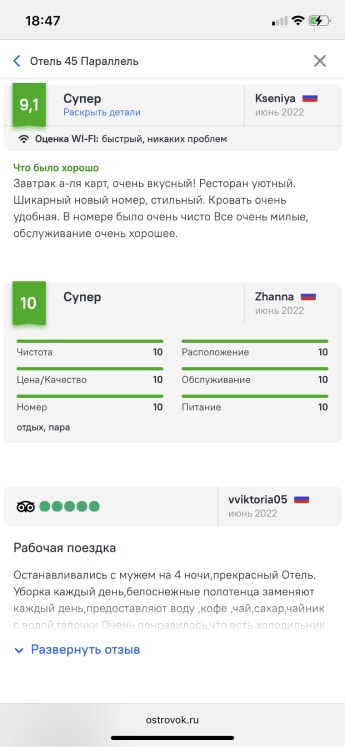 18:47
Отель 45 Параллель
9,1
Супер
Раскрыть детали
Kseniya
июнь 2022
Оценка WI-FI: быстрый, никаких проблем
Что было хорошо
Завтрак а-ля карт, очень вкусный! Ресторан уютный.
Шикарный новый номер, стильный. Кровать очень
удобная. В номере было очень чисто Все очень милые,
обслуживание очень хорошее.
10
Супер
Zhanna
июнь 2022
Чистота 10
Расположение 10
Цена/Качество 10
Обслуживание 10
Номер 10
Питание 10
отдых, пара
vviktoria05
июнь 2022
Рабочая поездка
Останавливались с мужем на 4 ночи,прекрасный Отель.
Уборка каждый день,белоснежные полотенца заменяют
каждый день,предоставляют воду ,кофе ,чай,сахар,чайник
с водой,тапочки.Очень понравилось,что есть холодильник
Развернуть отзыв
ostrovok.ru